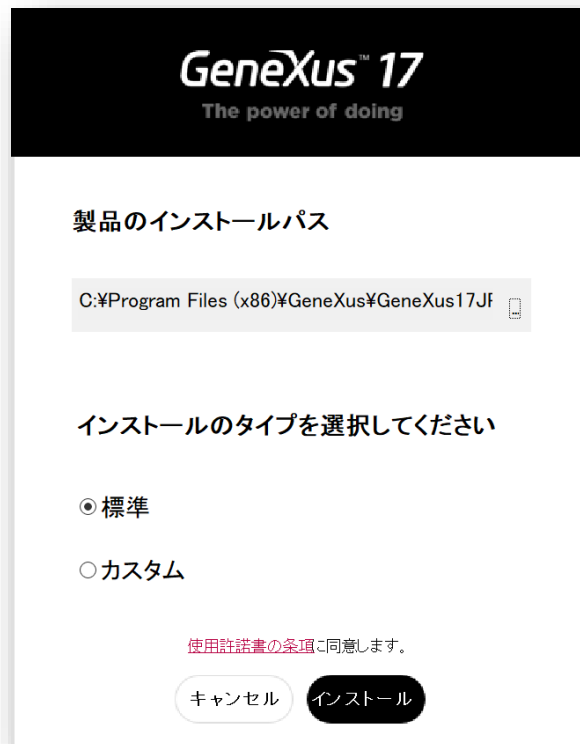 GeneXus™ 17
The power of doing
製品のインストールパス
C:¥Program Files (x86)¥GeneXus¥GeneXus17JF
...
インストールのタイプを選択してください
標準
カスタム
使用許諾書の条項に同意します。
キャンセル インストール